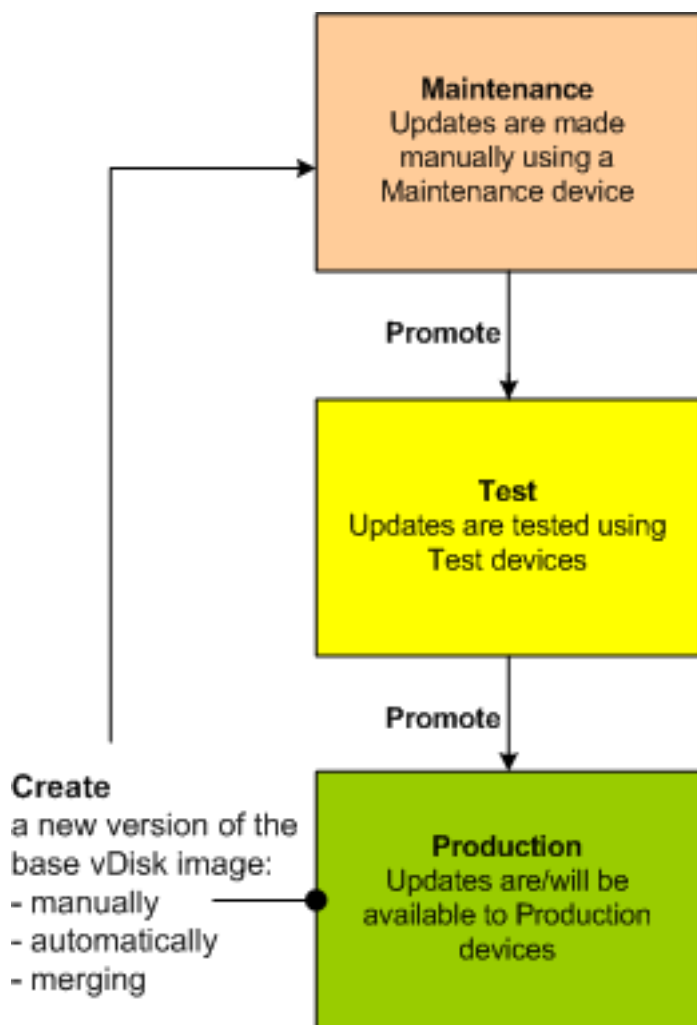 Maintenance
Updates are made
manually using a
Maintenance device
Promote
Test
Updates are tested using
Test devices
Promote
Create
a new version of the
base vDisk image:
- manually
- automatically
- merging
Production
Updates are/will be
available to Production
devices